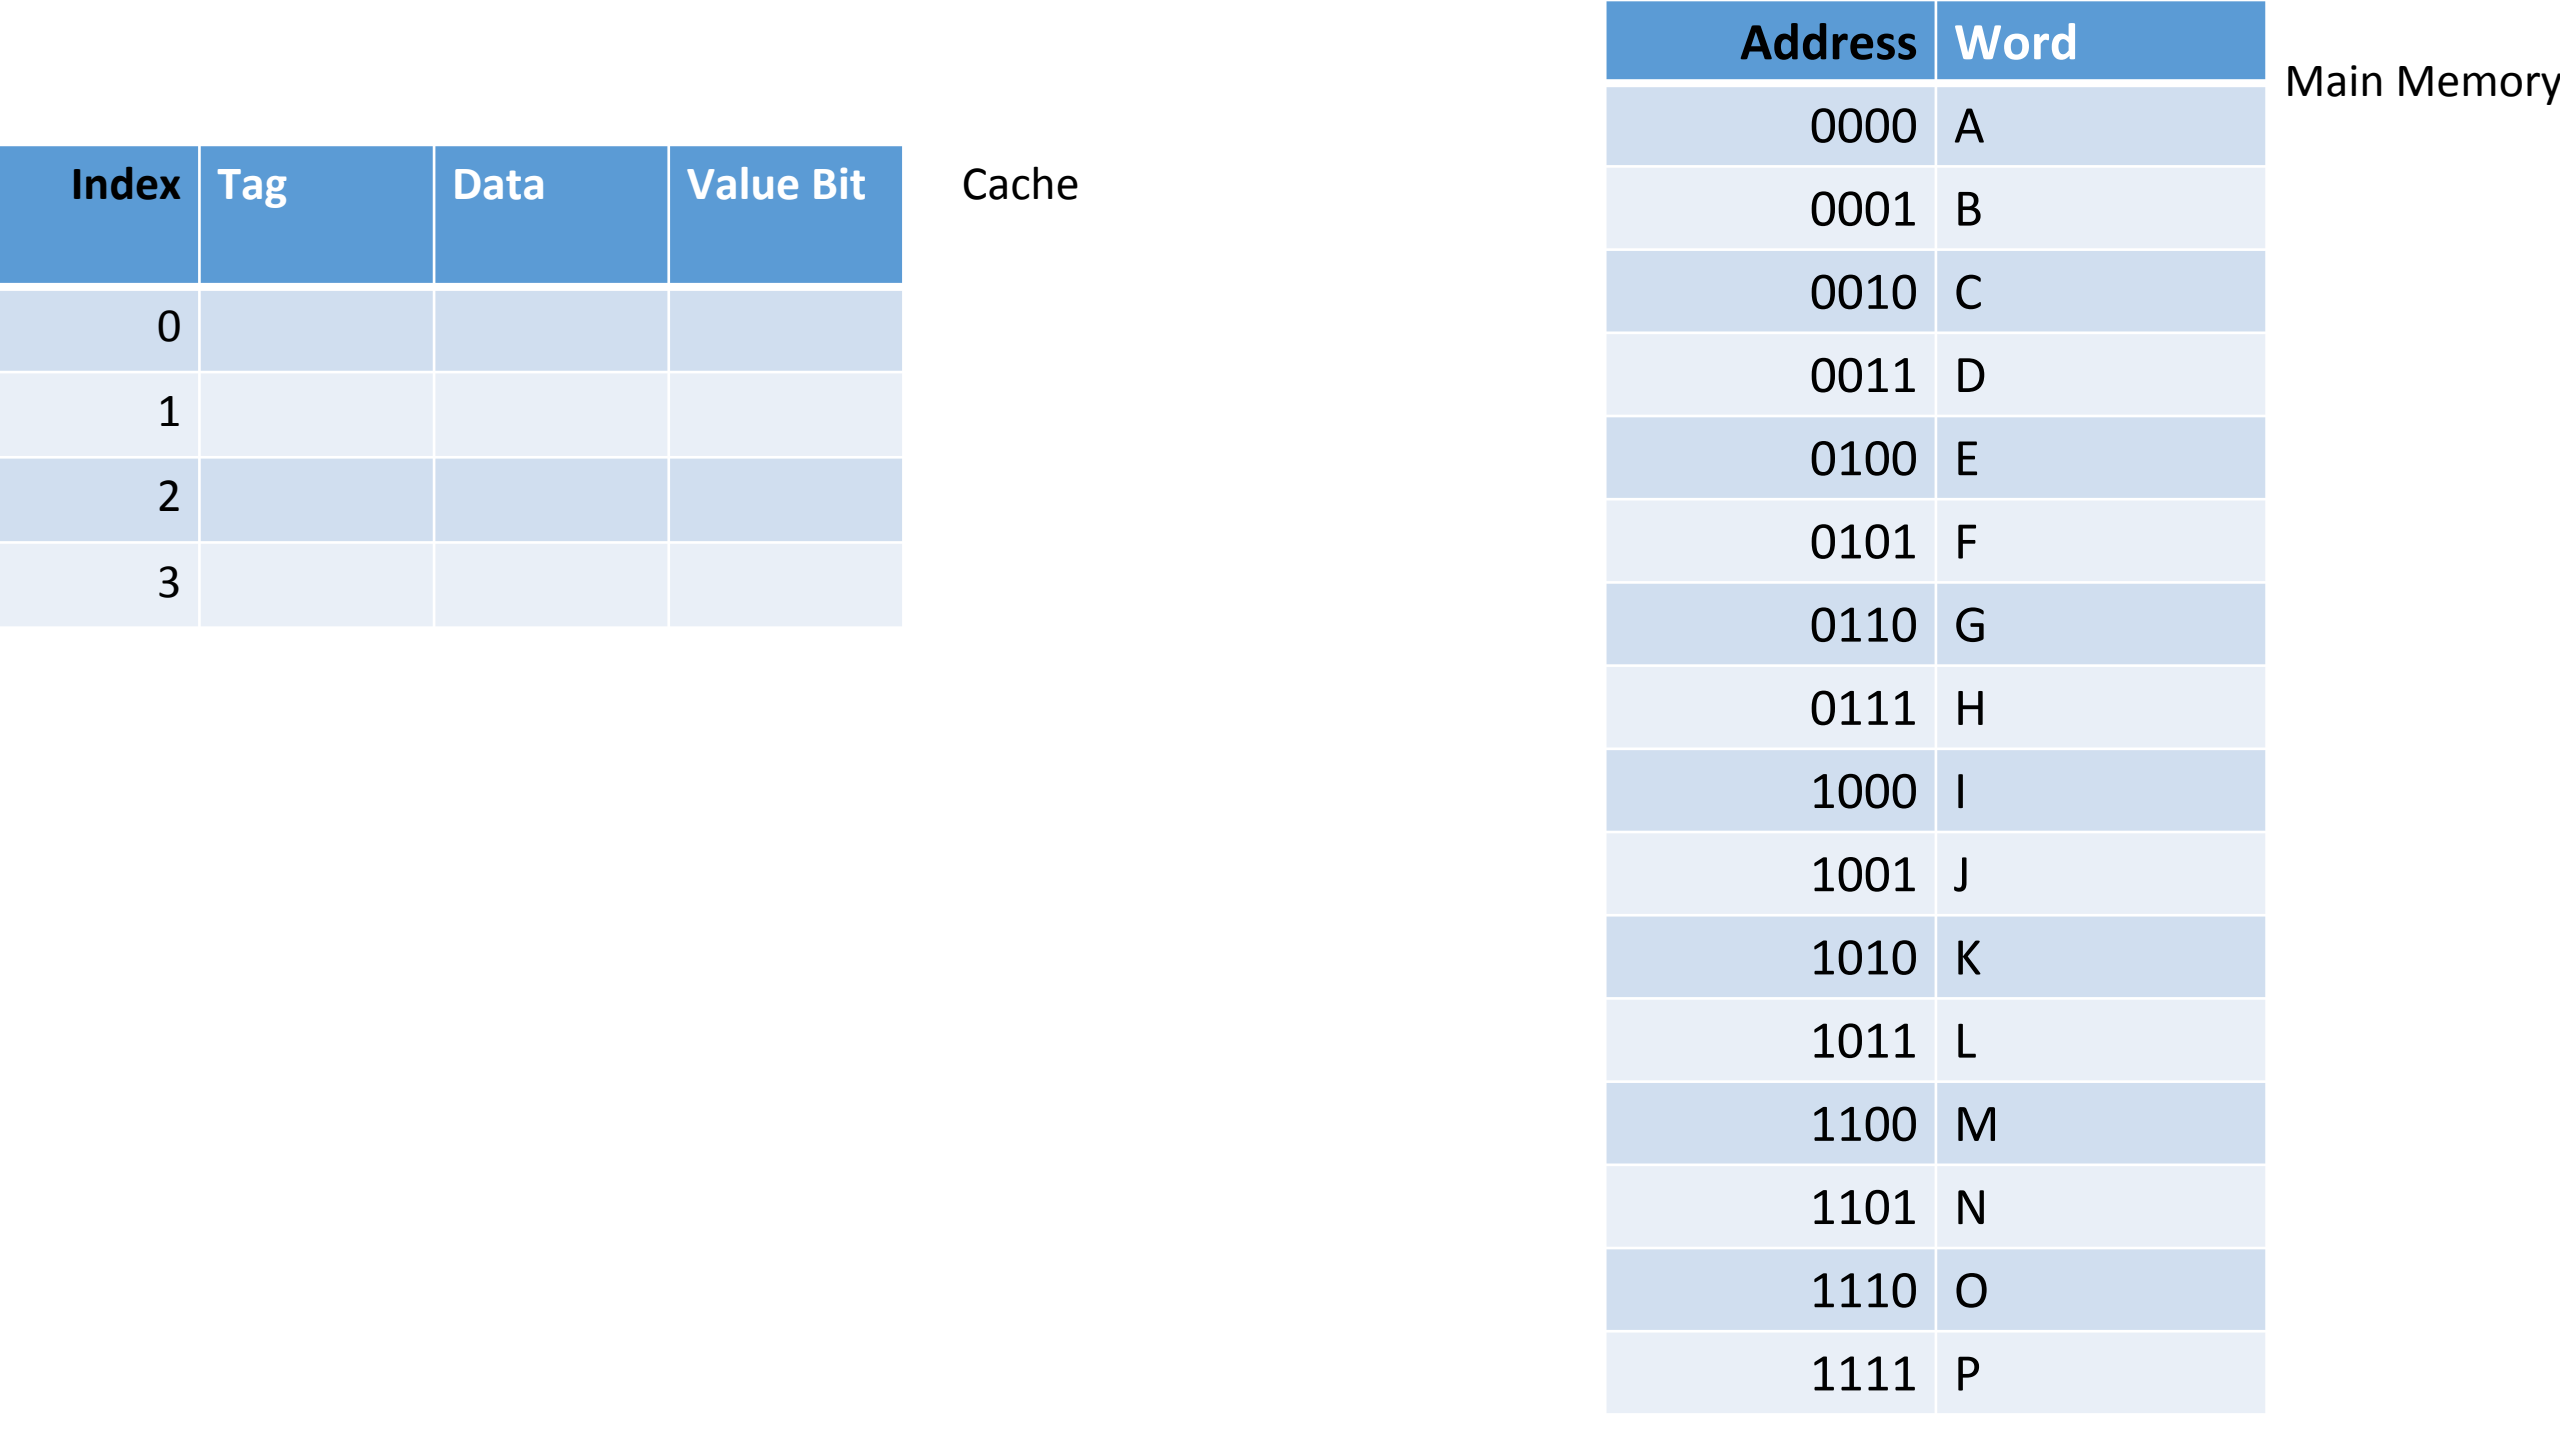 Index Tag Data Value Bit
0
1
2
3
Cache
Address Word
0000 A
0001 B
0010 C
0011 D
0100 E
0101 F
0110 G
0111 H
1000 I
1001 J
1010 K
1011 L
1100 M
1101 N
1110 O
1111 P
Main Memory